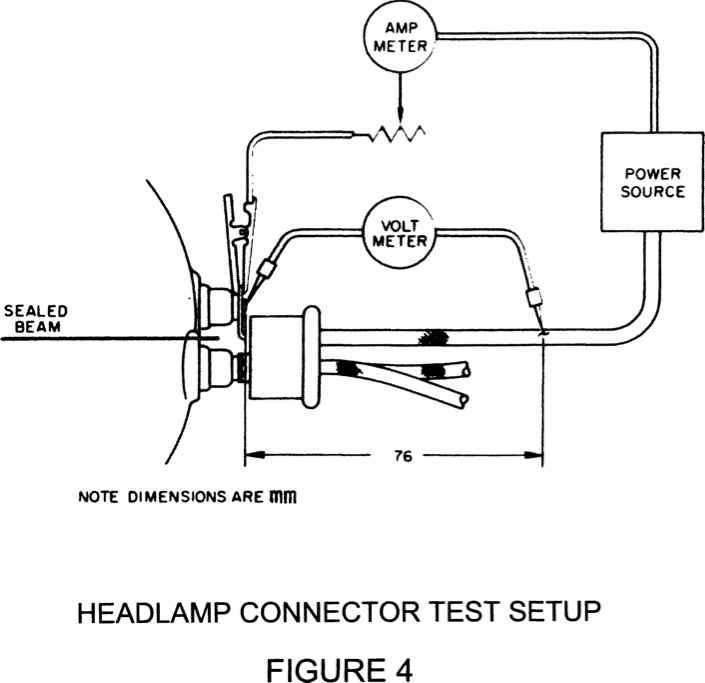 AMP
METER
POWER
SOURCE
VOLT
METER
SEALED
BEAM
76
NOTE DIMENSIONS ARE mm
HEADLAMP CONNECTOR TEST SETUP
FIGURE 4